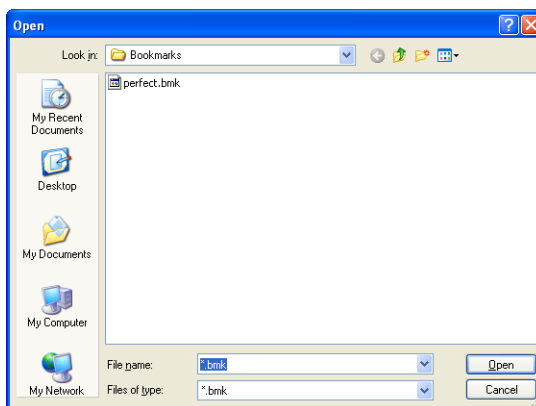 Open
Look in:
Bookmarks
perfect.bmk
My Recent
Documents
Desktop
My Documents
My Computer
My Network
File name:
*.bmk
Open
Files of type:
*.bmk
Cancel